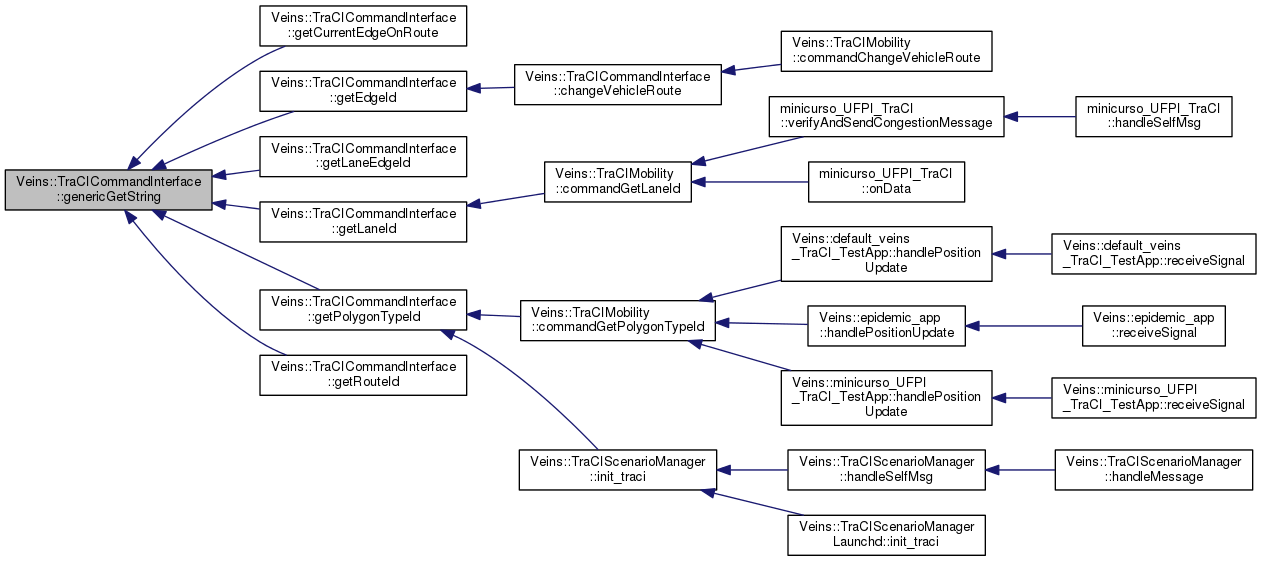 Veins::TraCICommandInterface
::genericGetString
Veins::TraCICommandInterface
::getCurrentEdgeOnRoute
Veins::TraCICommandInterface
::getEdgeId
Veins::TraCICommandInterface
::getLaneEdgeId
Veins::TraCICommandInterface
::getLaneId
Veins::TraCICommandInterface
::getPolygonTypeId
Veins::TraCICommandInterface
::getRouteId
Veins::TraCICommandInterface
::changeVehicleRoute
Veins::TraCIMobility
::commandChangeVehicleRoute
Veins::TraCIMobility
::commandGetLaneId
minicurso_UFPI_TraCI
::verifyAndSendCongestionMessage
minicurso_UFPI_TraCI
::handleSelfMsg
minicurso_UFPI_TraCI
::onData
Veins::TraCIMobility
::commandGetPolygonTypeId
Veins::default_veins
_TraCI_TestApp::handlePosition
Update
Veins::default_veins
_TraCI_TestApp::receiveSignal
Veins::epidemic_app
::handlePositionUpdate
Veins::epidemic_app
::receiveSignal
Veins::minicurso_UFPI
_TraCI_TestApp::handlePosition
Update
Veins::minicurso_UFPI
_TraCI_TestApp::receiveSignal
Veins::TraCIScenarioManager
::init_traci
Veins::TraCIScenarioManager
::handleSelfMsg
Veins::TraCIScenarioManager
::handleMessage
Veins::TraCIScenarioManager
Launchd::init_traci